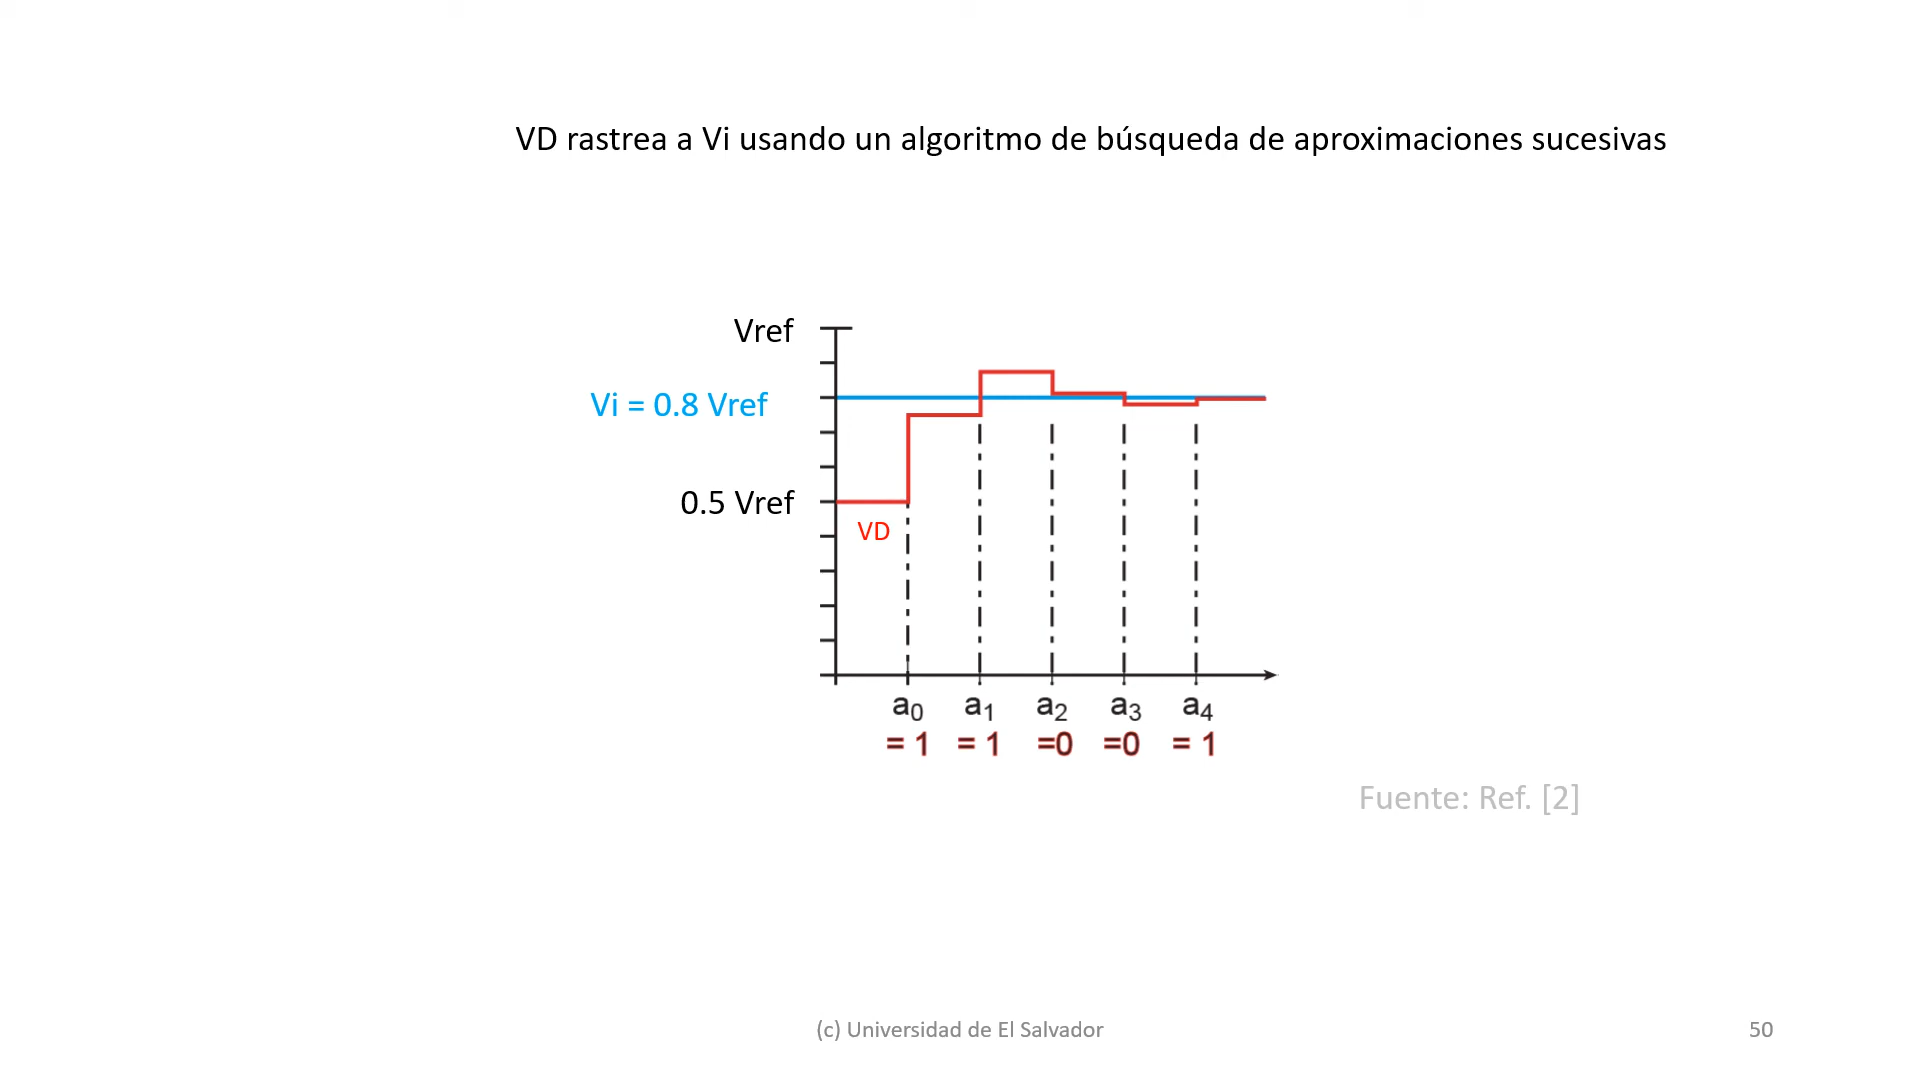 VD rastrea a Vi usando un algoritmo de búsqueda de aproximaciones sucesivas
Vref
Vi = 0.8 Vref
0.5 Vref
VD
a0 a1 a2 a3 a4
= 1 = 1 =0 =0 = 1
Fuente: Ref. [2]
(c) Universidad de El Salvador
50